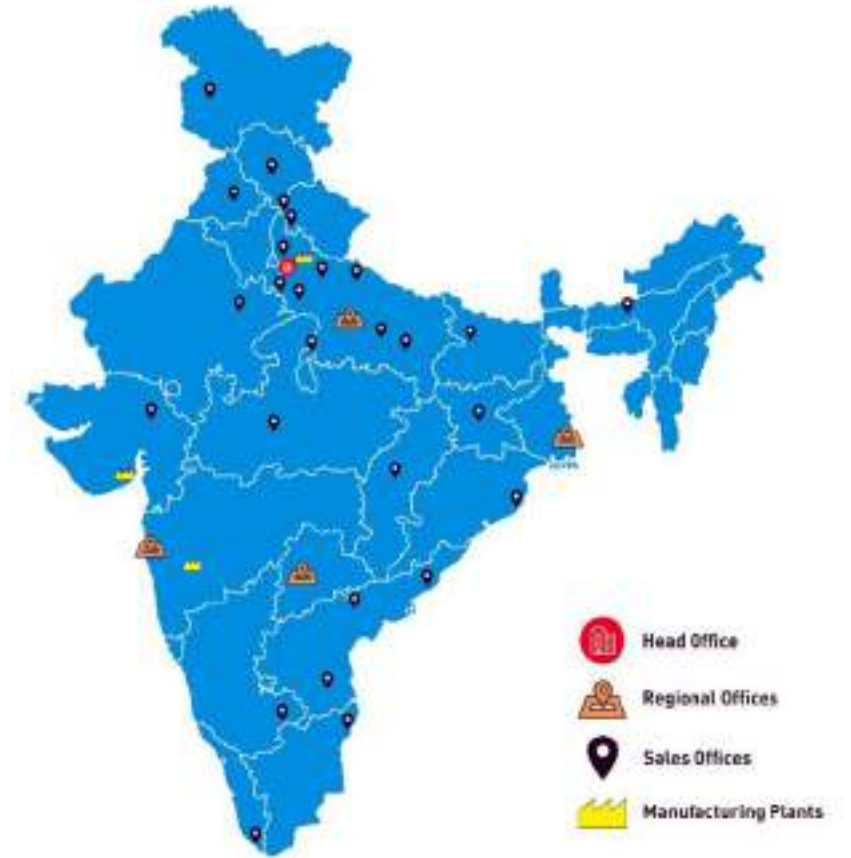 Head Office
Regional Offices
Sales Offices
Manufacturing Plants